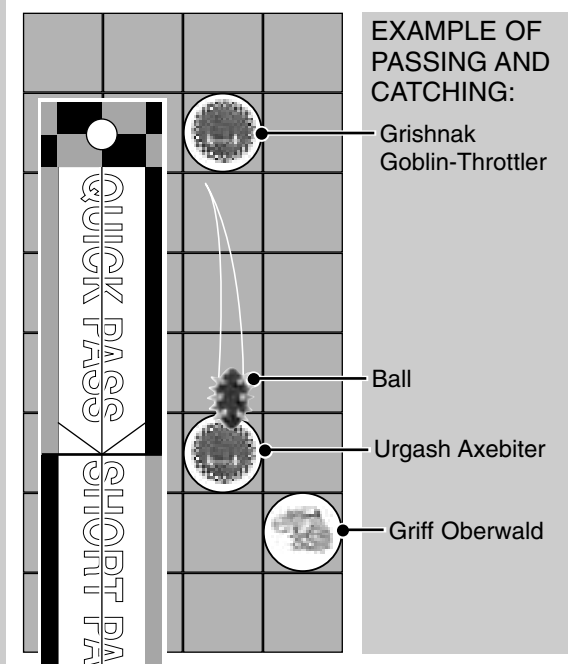 EXAMPLE OF
PASSING AND
CATCHING:
Grishnak
Goblin-Throttler
Ball
Urgash Axebiter
Griff Oberwald
QUICK PASS
SHORT PA